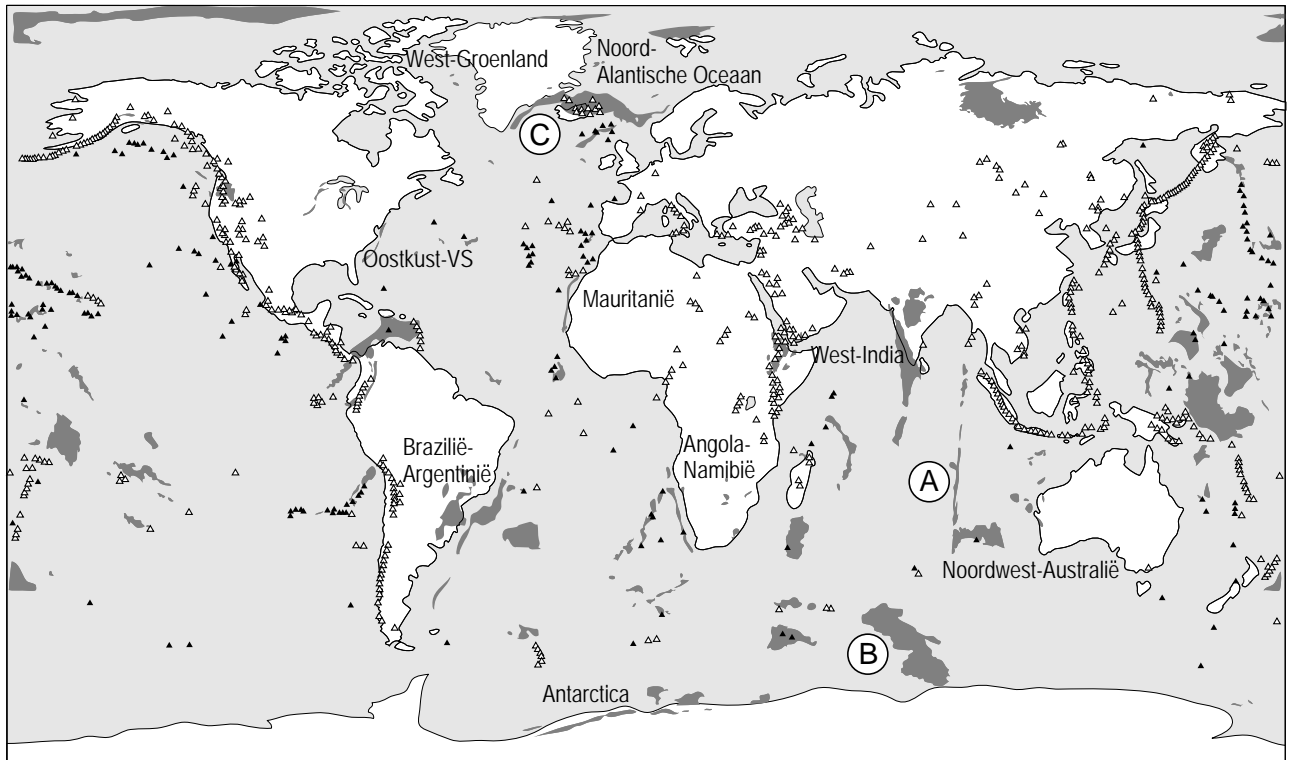 West-Groenland
Noord-
Alantische Oceaan
C
Oostkust-VS
Mauritanië
West-India
Brazilië-
Argentinië
Angola-
Namibië
A
Noordwest-Australië
B
Antarctica